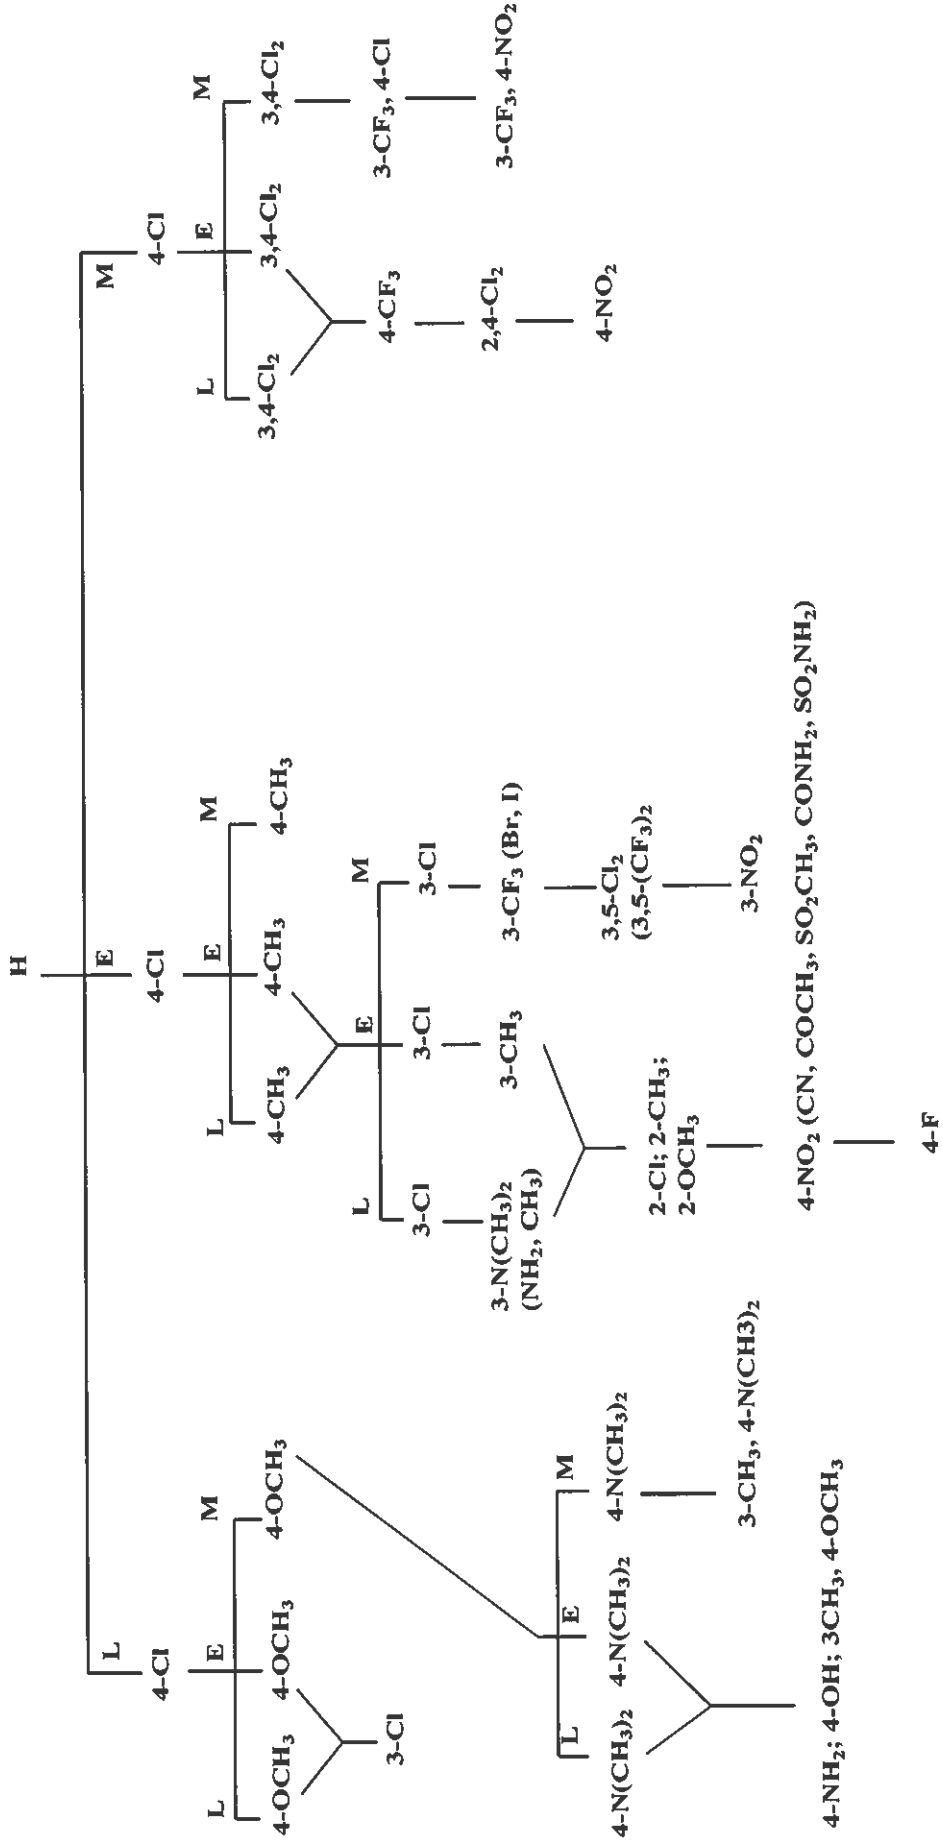 H
L
E
M
4-Cl
4-Cl
4-Cl
L
E
M
4-OCH₃
4-OCH₃
4-OCH₃
3-Cl
L
E
M
4-N(CH₃)₂
4-N(CH₃)₂
4-N(CH₃)₂
4-NH₂; 4-OH; 3CH₃, 4-OCH₃
3-CH₃, 4-N(CH3)₂
L
E
M
4-CH₃
4-CH₃
4-CH₃
L
E
M
3-Cl
3-Cl
3-Cl
3-N(CH₃)₂
(NH₂, CH₃)
3-CH₃
3-CF₃ (Br, I)
2-Cl; 2-CH₃;
2-OCH₃
3,5-Cl₂
(3,5-(CF₃)₂
3-NO₂
4-NO₂ (CN, COCH₃, SO₂CH₃, CONH₂, SO₂NH₂)
4-F
L
E
M
3,4-Cl₂
3,4-Cl₂
3,4-Cl₂
4-CF₃
2,4-Cl₂
4-NO₂
3-CF₃, 4-Cl
3-CF₃, 4-NO₂